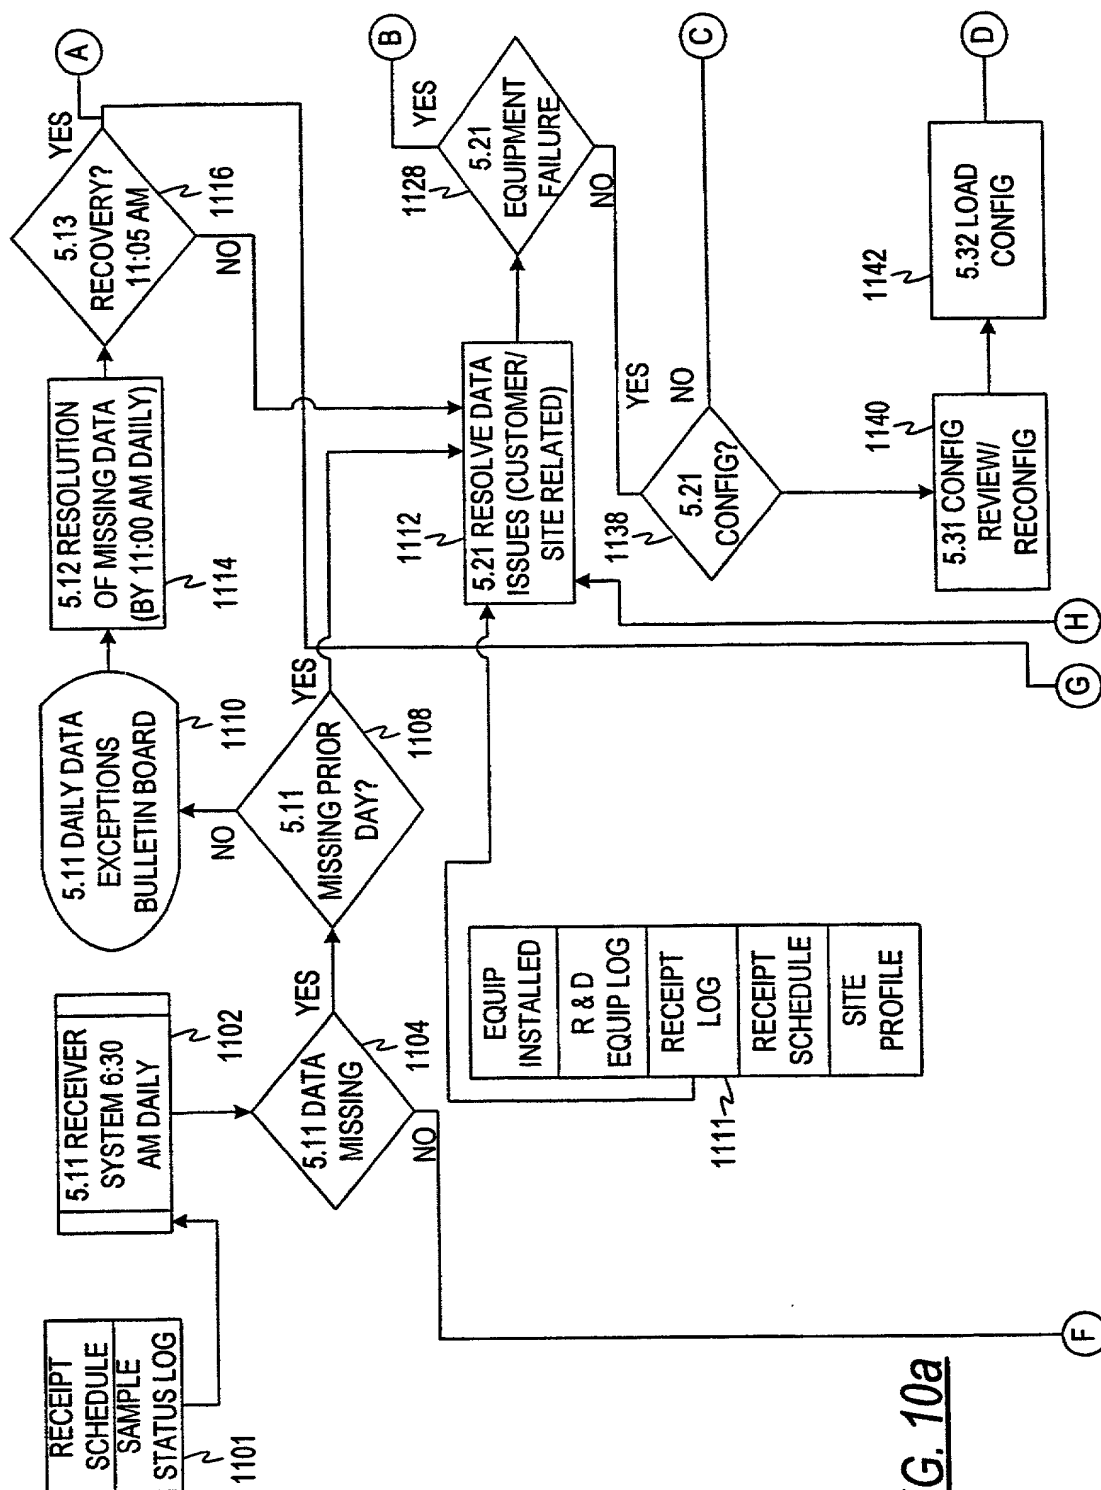 RECEIPT
SCHEDULE
SAMPLE
STATUS LOG
1101
5.11 RECEIVER
SYSTEM 6:30
AM DAILY
1102
5.11 DATA
MISSING
1104
YES
NO
F
5.11
MISSING PRIOR
DAY?
1108
NO
YES
5.11 DAILY DATA
EXCEPTIONS
BULLETIN BOARD
1110
5.12 RESOLUTION
OF MISSING DATA
(BY 11:00 AM DAIILY)
1114
5.13
RECOVERY?
11:05 AM
1116
YES
NO
A
EQUIP
INSTALLED
R & D
EQUIP LOG
RECEIPT
LOG
RECEIPT
SCHEDULE
SITE
PROFILE
1111
5.21 RESOLVE DATA
ISSUES (CUSTOMER/
SITE RELATED)
1112
5.21
EQUIPMENT
FAILURE
1128
YES
NO
B
5.21
CONFIG?
1138
YES
NO
C
5.31 CONFIG
REVIEW/
RECONFIG
1140
5.32 LOAD
CONFIG
1142
D
G
H
G. 10a